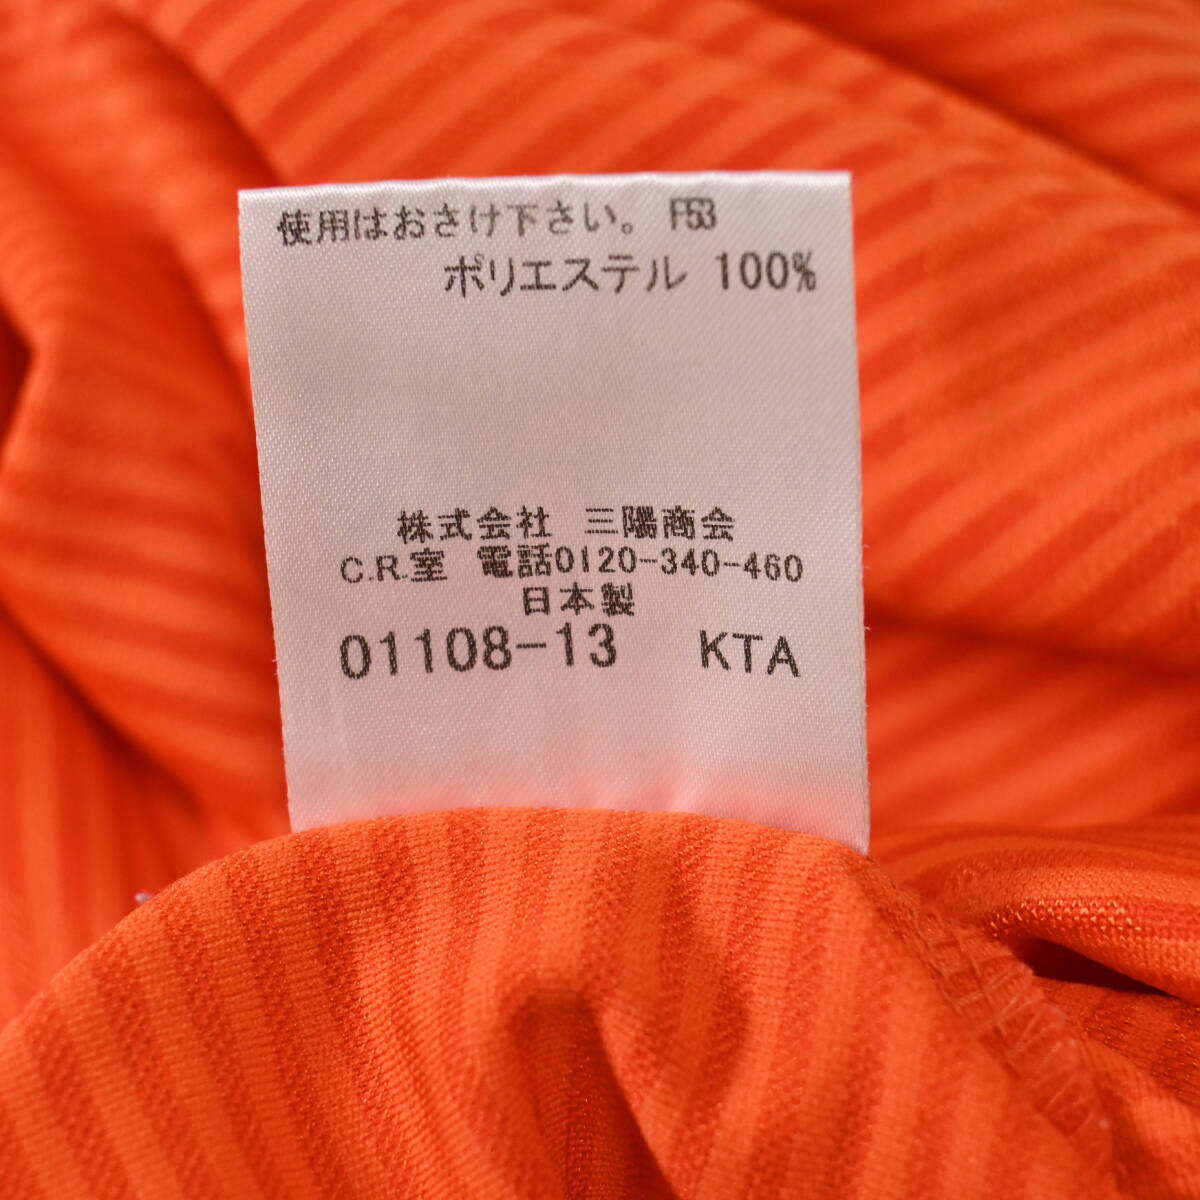 使用はおさけ下さい。 F53
ポリエステル 100%
株式会社 三陽商会
C.R.室 電話0120-340-460
日本製
01108-13 KTA